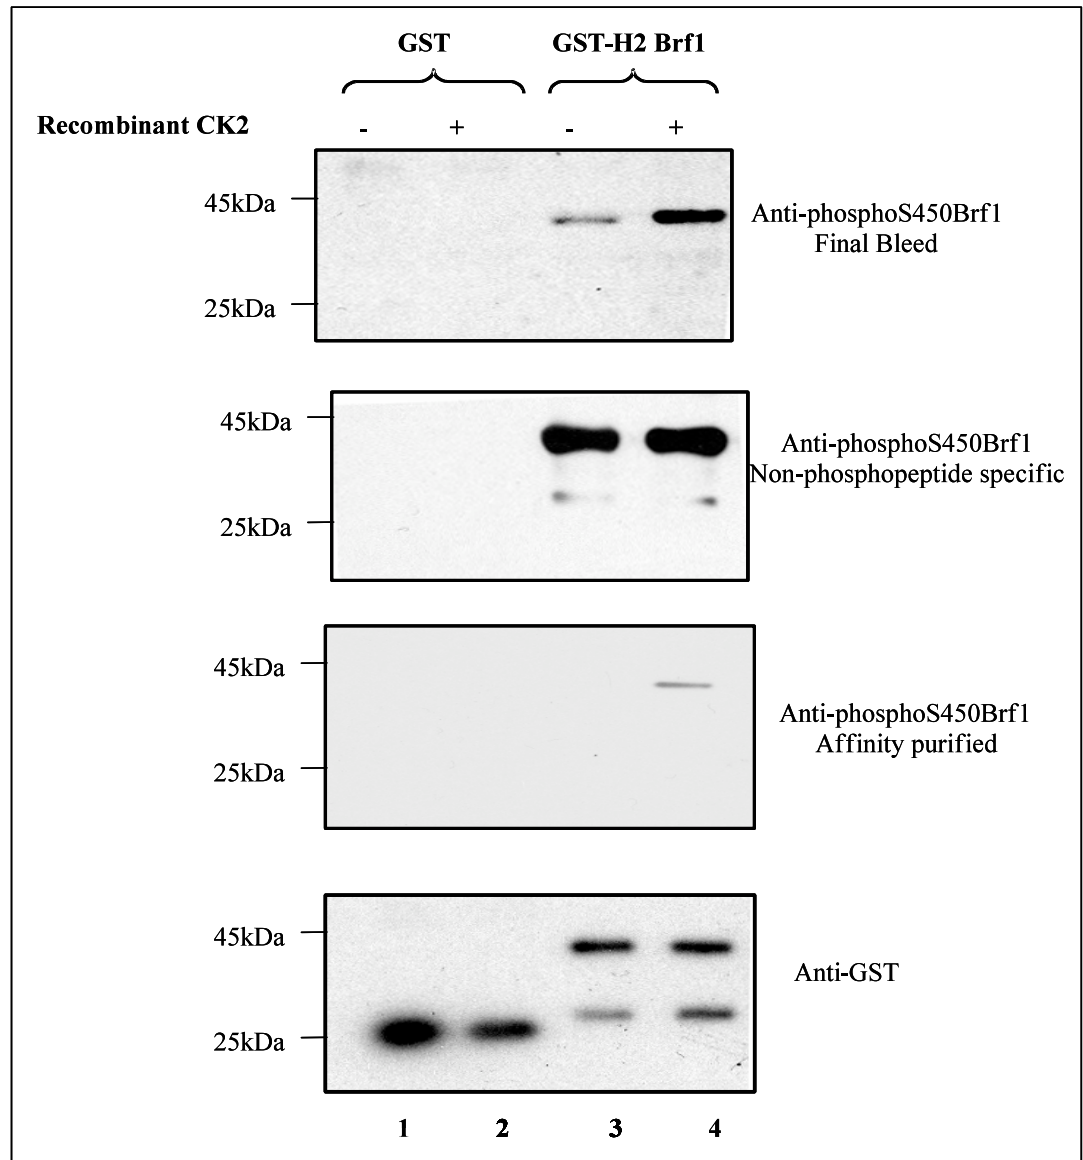 GST GST-H2 Brf1
Recombinant CK2 - + - +
45kDa
25kDa
Anti-phosphoS450Brf1
Final Bleed
45kDa
25kDa
Anti-phosphoS450Brf1
Non-phosphopeptide specific
45kDa
25kDa
Anti-phosphoS450Brf1
Affinity purified
45kDa
25kDa
Anti-GST
1 2 3 4